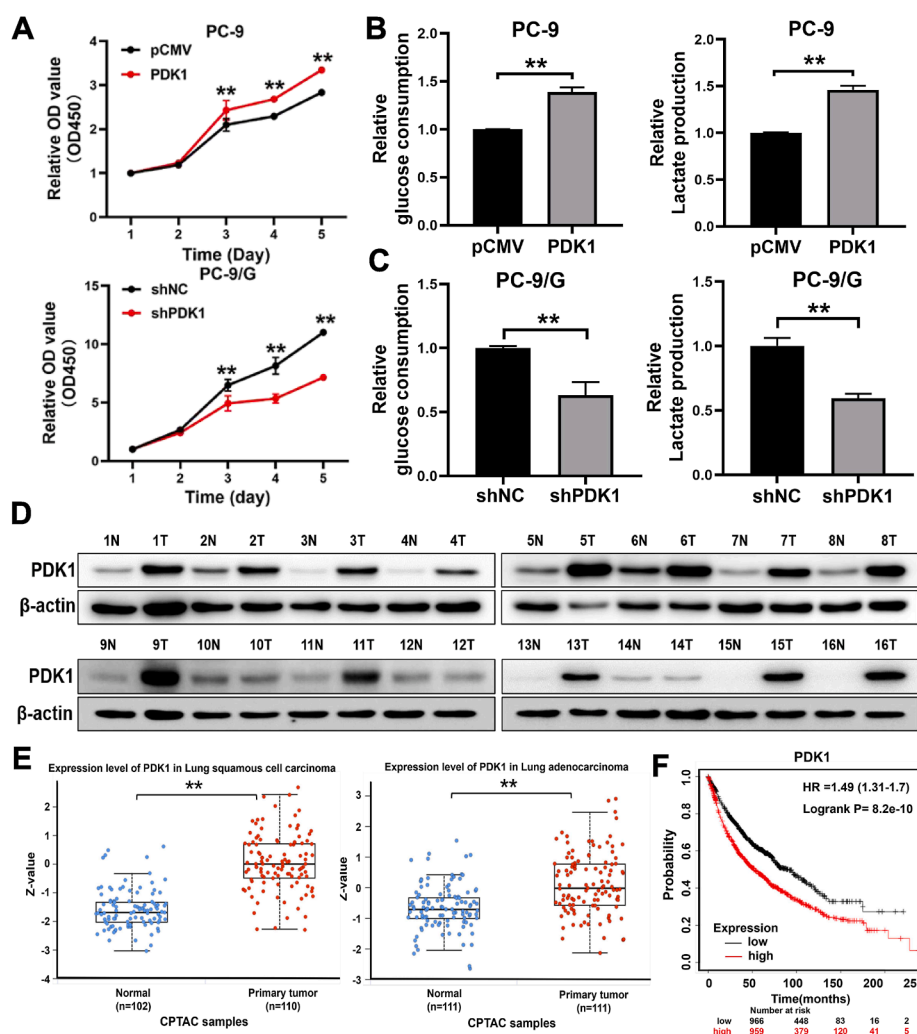 A
PC-9
pCMV
PDK1
Relative OD value
(OD450)
4
3
2
1
0
** ** **
1 2 3 4 5
Time (Day)
PC-9/G
shNC
shPDK1
Relative OD value
(OD450)
15
10
5
0
** ** **
1 2 3 4 5
Time (day)
B
PC-9
**
Relative
glucose consumption
2.0
1.5
1.0
0.5
0.0
pCMV PDK1
PC-9
**
Relative
Lactate production
2.0
1.5
1.0
0.5
0.0
pCMV PDK1
C
PC-9/G
**
Relative
glucose consumption
1.5
1.0
0.5
0.0
shNC shPDK1
PC-9/G
**
Relative
Lactate production
1.5
1.0
0.5
0.0
shNC shPDK1
D
1N 1T 2N 2T 3N 3T 4N 4T
5N 5T 6N 6T 7N 7T 8N 8T
PDK1
β-actin
9N 9T 10N 10T 11N 11T 12N 12T
13N 13T 14N 14T 15N 15T 16N 16T
PDK1
β-actin
E
Expression level of PDK1 in Lung squamous cell carcinoma
**
Z-value
3
2
1
0
-1
-2
-3
-4
Normal
(n=102)
Primary tumor
(n=110)
CPTAC samples
Expression level of PDK1 in Lung adenocarcinoma
**
Z-value
3
2
1
0
-1
-2
-3
Normal
(n=111)
Primary tumor
(n=111)
CPTAC samples
F
PDK1
HR =1.49 (1.31-1.7)
Logrank P= 8.2e-10
Probability
1.0
0.8
0.6
0.4
0.2
0.0
Expression
low
high
0 50 100 150 200
Time(months)
Number at risk
low 966 448 83 16 2
high 959 379 120 41 5